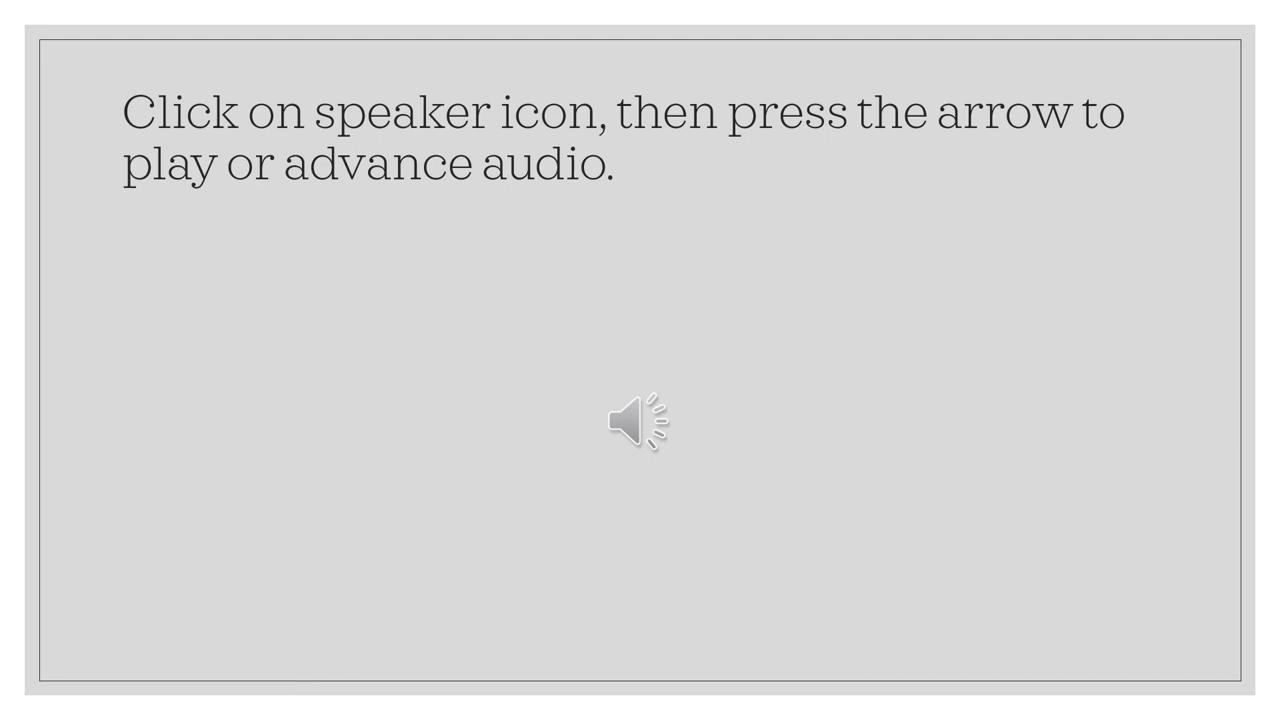 Click on speaker icon, then press the arrow to
play or advance audio.